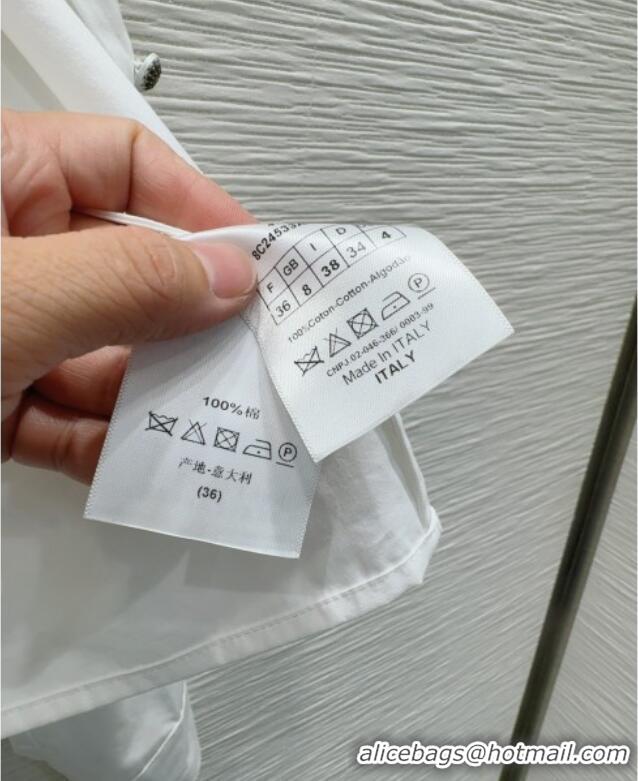 8C24533
F GB I D
36 8 38 34 4
100%Coton-Cotton-Algodão
P
CNPJ.02-046-366/ 0003-99
Made In ITALY
ITALY
100%棉
P
产地-意大利
(36)
alicebags@hotmail.com